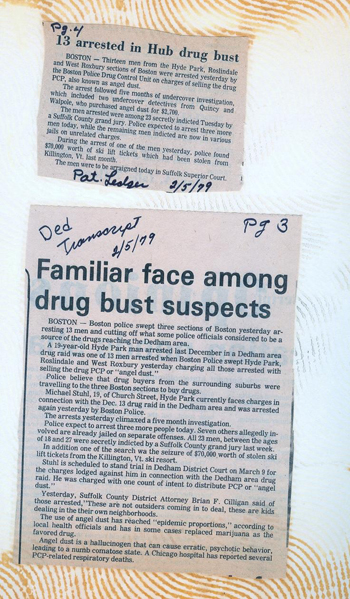 Pg. 4
13 arrested in Hub drug bust
BOSTON — Thirteen men from the Hyde Park, Roslindale
and West Roxbury sections of Boston were arrested yesterday by
the Boston Police Drug Control Unit on charges of selling the drug
PCP, also known as angel dust.
The arrest followed five months of undercover investigation,
which included two undercover detectives from Quincy and
Walpole, who purchased angel dust for $2,700.
The men arrested were among 23 secretly indicted Tuesday by
a Suffolk County grand jury. Police expected to arrest three more
men today, while the remaining men indicted are now in various
jails on unrelated charges.
During the arrest of one of the men yesterday, police found
$70,000 worth of ski lift tickets which had been stolen from
Killington, Vt. last month.
The men were to be arraigned today in Suffolk Superior Court.
Pat. Ledger 2/5/79
Ded Transcript
2/5/79
Pg 3
Familiar face among
drug bust suspects
BOSTON — Boston police swept three sections of Boston yesterday ar-
resting 13 men and cutting off what some police officials considered to be a
source of the drugs reaching the Dedham area.
A 19-year-old Hyde Park man arrested last December in a Dedham area
drug raid was one of 13 men arrested when Boston Police swept Hyde Park,
Roslindale and West Roxbury yesterday charging all those arrested with
selling the drug PCP or "angel dust."
Police believe that drug buyers from the surrounding suburbs were
travelling to the three Boston sections to buy drugs.
Michael Stuhl, 19, of Church Street, Hyde Park currently faces charges in
connection with the Dec. 13 drug raid in the Dedham area and was arrested
again yesterday by Boston Police.
The arrests yesterday climaxed a five month investigation.
Police expect to arrest three more people today. Seven others allegedly in-
volved are already jailed on separate offenses. All 23 men, between the ages
of 18 and 27 were secretly indicted by a Suffolk County grand jury last week.
In addition one of the search wa the seizure of $70,000 worth of stolen ski
lift tickets from the Killington, Vt. ski resort.
Stuhl is scheduled to stand trial in Dedham District Court on March 9 for
the charges lodged against him in connection with the Dedham area drug
raid. He was charged with one count of intent to distribute PCP or "angel
dust."
Yesterday, Suffolk County District Attorney Brian F. Cilligan said of
those arrested,"These are not outsiders coming in to deal, these are kids
dealing in their own neighborhoods.
The use of angel dust has reached "epidemic proportions," according to
local health officials and has in some cases replaced marijuana as the
favored drug.
Angel dust is a hallucinogen that can cause erratic, psychotic behavior,
leading to a numb comatose state. A Chicago hospital has reported several
PCP-related respiratory deaths.